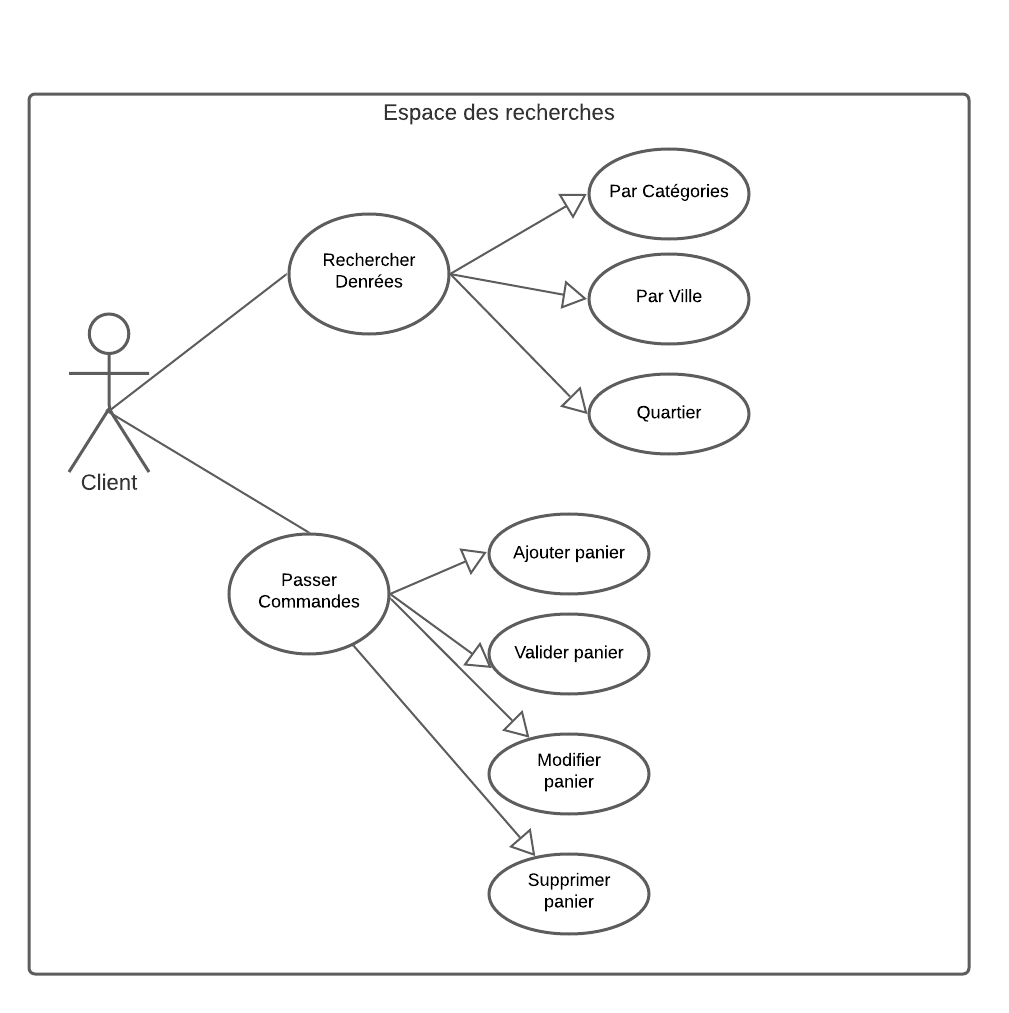 Espace des recherches
Par Catégories
Rechercher
Denrées
Par Ville
Quartier
Client
Ajouter panier
Passer
Commandes
Valider panier
Modifier
panier
Supprimer
panier